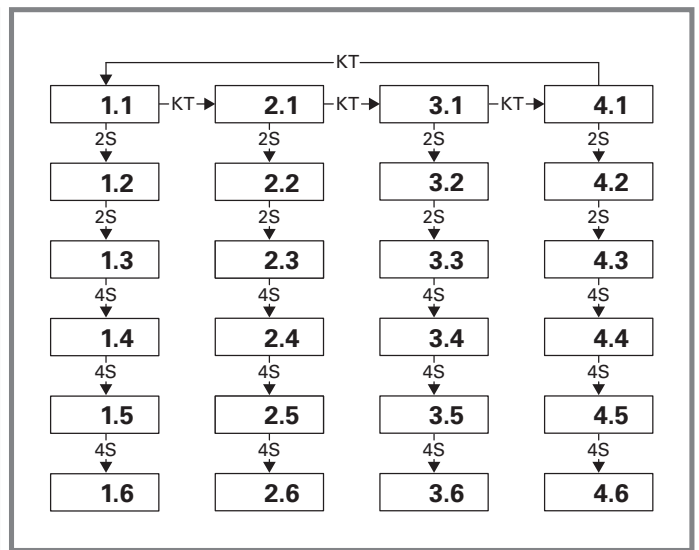 KT
1.1 KT 2.1 KT 3.1 KT 4.1
2S 2S 2S 2S
1.2 2.2 3.2 4.2
2S 2S 2S 2S
1.3 2.3 3.3 4.3
4S 4S 4S 4S
1.4 2.4 3.4 4.4
4S 4S 4S 4S
1.5 2.5 3.5 4.5
4S 4S 4S 4S
1.6 2.6 3.6 4.6